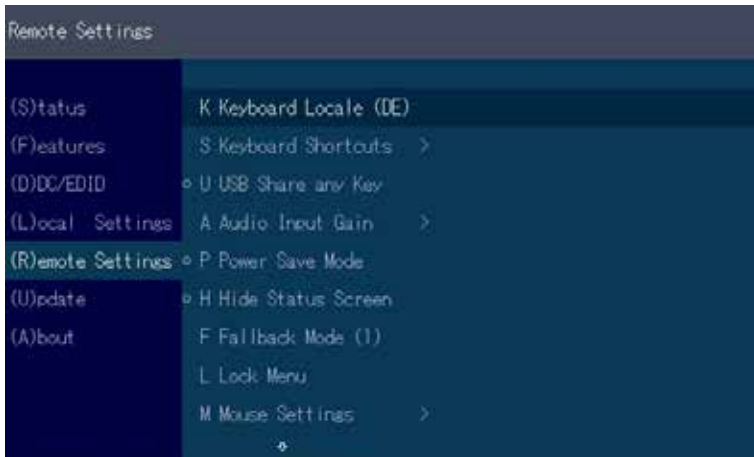 Remote Settings
(S)tatus
(F)eatures
(D)DC/EDID
(L)ocal Settings
(R)emote Settings
(U)pdate
(A)bout
K Keyboard Locale (DE)
S Keyboard Shortcuts >
U USB Share any Key
A Audio Input Gain >
P Power Save Mode
H Hide Status Screen
F Fallback Mode (1)
L Lock Menu
M Mouse Settings >